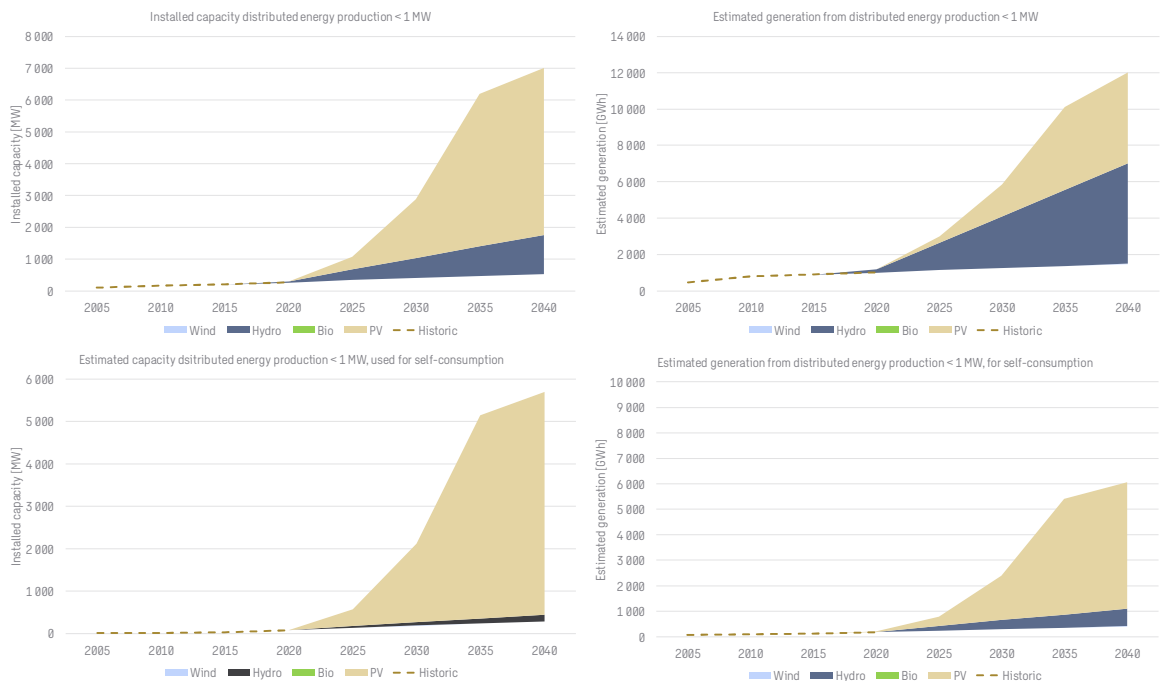 Installed capacity distributed energy production < 1 MW
8 000
7 000
6 000
5 000
4 000
3 000
2 000
1 000
0
Installed capacity [MW]
2005 2010 2015 2020 2025 2030 2035 2040
Wind Hydro Bio PV Historic
Estimated generation from distributed energy production < 1 MW
14 000
12 000
10 000
8 000
6 000
4 000
2 000
0
Estimated generation [GWh]
2005 2010 2015 2020 2025 2030 2035 2040
Wind Hydro Bio PV Historic
Estimated capacity dsitributed energy production < 1 MW, used for self-consumption
6 000
5 000
4 000
3 000
2 000
1 000
0
Installed capacity [MW]
2005 2010 2015 2020 2025 2030 2035 2040
Wind Hydro Bio PV Historic
Estimated generation from distributed energy production < 1 MW, for self-consumption
10 000
9 000
8 000
7 000
6 000
5 000
4 000
3 000
2 000
1 000
0
Estimated generation [GWh]
2005 2010 2015 2020 2025 2030 2035 2040
Wind Hydro Bio PV Historic